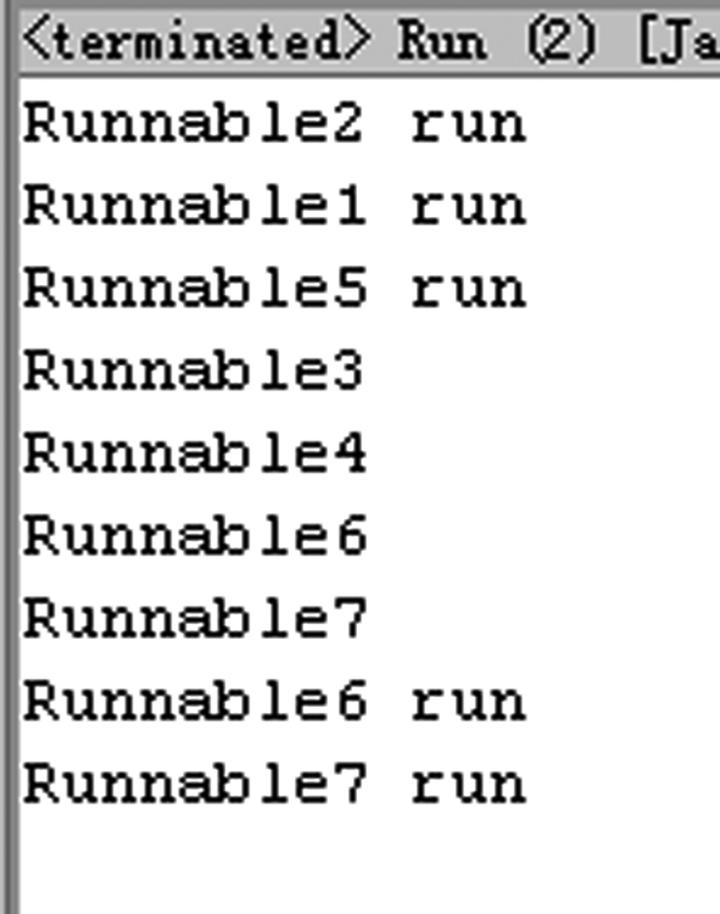 <terminated> Run (2) [Ja
Runnable2 run
Runnable1 run
Runnable5 run
Runnable3
Runnable4
Runnable6
Runnable7
Runnable6 run
Runnable7 run